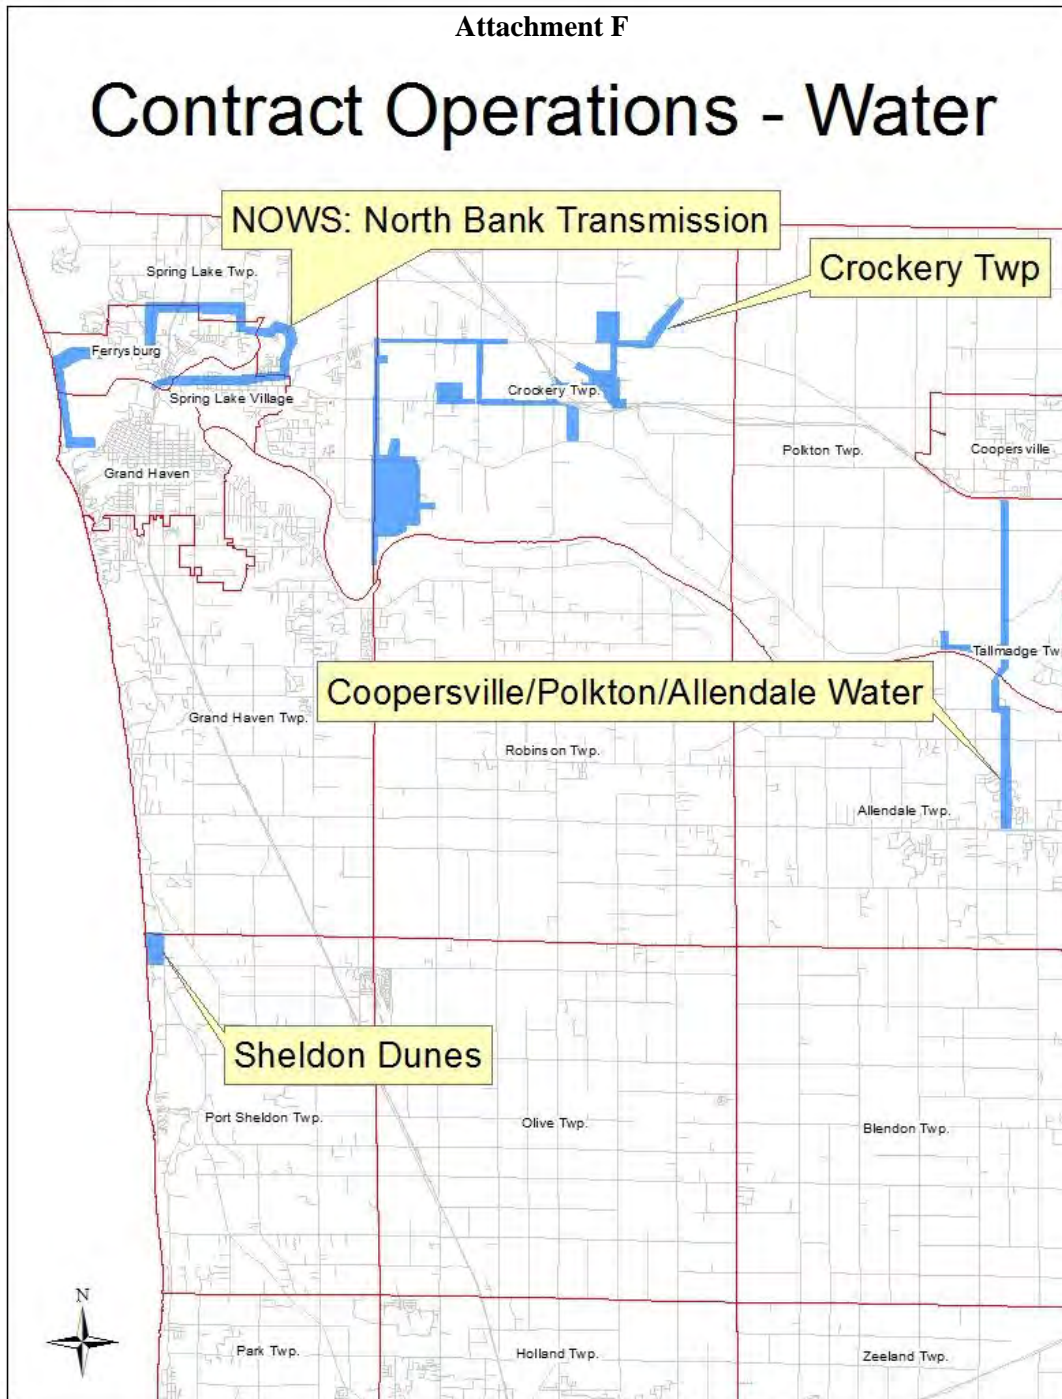 Attachment F
Contract Operations - Water
NOWS: North Bank Transmission
Crockery Twp
Spring Lake Twp.
Ferrysburg
Spring Lake Village
Crockery Twp.
Polkton Twp.
Coopersville
Grand Haven
Tallmadge Tw
Coopersville/Polkton/Allendale Water
Grand Haven Twp.
Robinson Twp.
Allendale Twp.
Sheldon Dunes
Port Sheldon Twp.
Olive Twp.
Blendon Twp.
N
Park Twp.
Holland Twp.
Zeeland Twp.